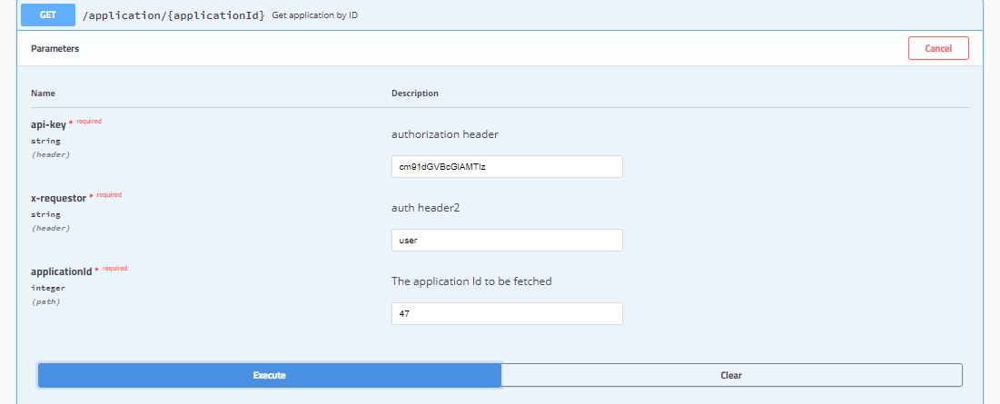 GET /application/{applicationId} Get application by ID
Parameters Cancel
Name Description
api-key * required
string
(header)
authorization header
cm91dGVBcGlAMTIz
x-requestor * required
string
(header)
auth header2
user
applicationId * required
integer
(path)
The application Id to be fetched
47
Execute Clear